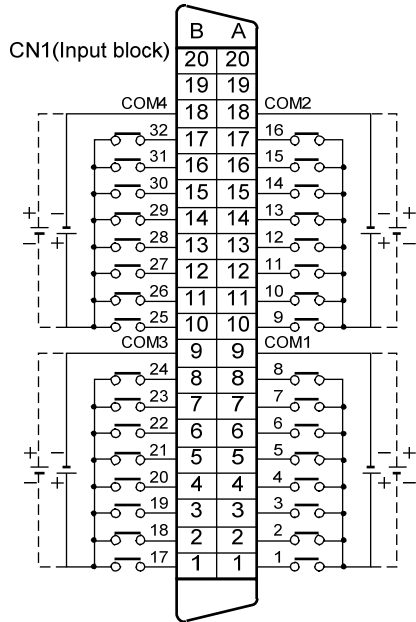 B A
CN1(Input block) 20 20
19 19
COM4 18 18 COM2
32 17 17 16
31 16 16 15
30 15 15 14
+ − 29 14 14 13 − +
− + 28 13 13 12 + −
27 12 12 11
26 11 11 10
25 10 10 9
COM3 9 9 COM1
24 8 8 8
23 7 7 7
22 6 6 6
+ − 21 5 5 5 − +
− + 20 4 4 4 + −
19 3 3 3
18 2 2 2
17 1 1 1